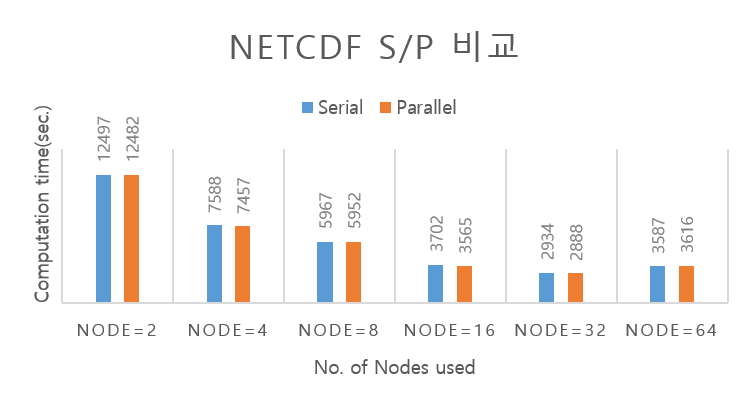 NETCDF S/P 비교
Serial Parallel
Computation time(sec.)
12497 12482 7588 7457 5967 5952 3702 3565 2934 2888 3587 3616
NODE=2 NODE=4 NODE=8 NODE=16 NODE=32 NODE=64
No. of Nodes used